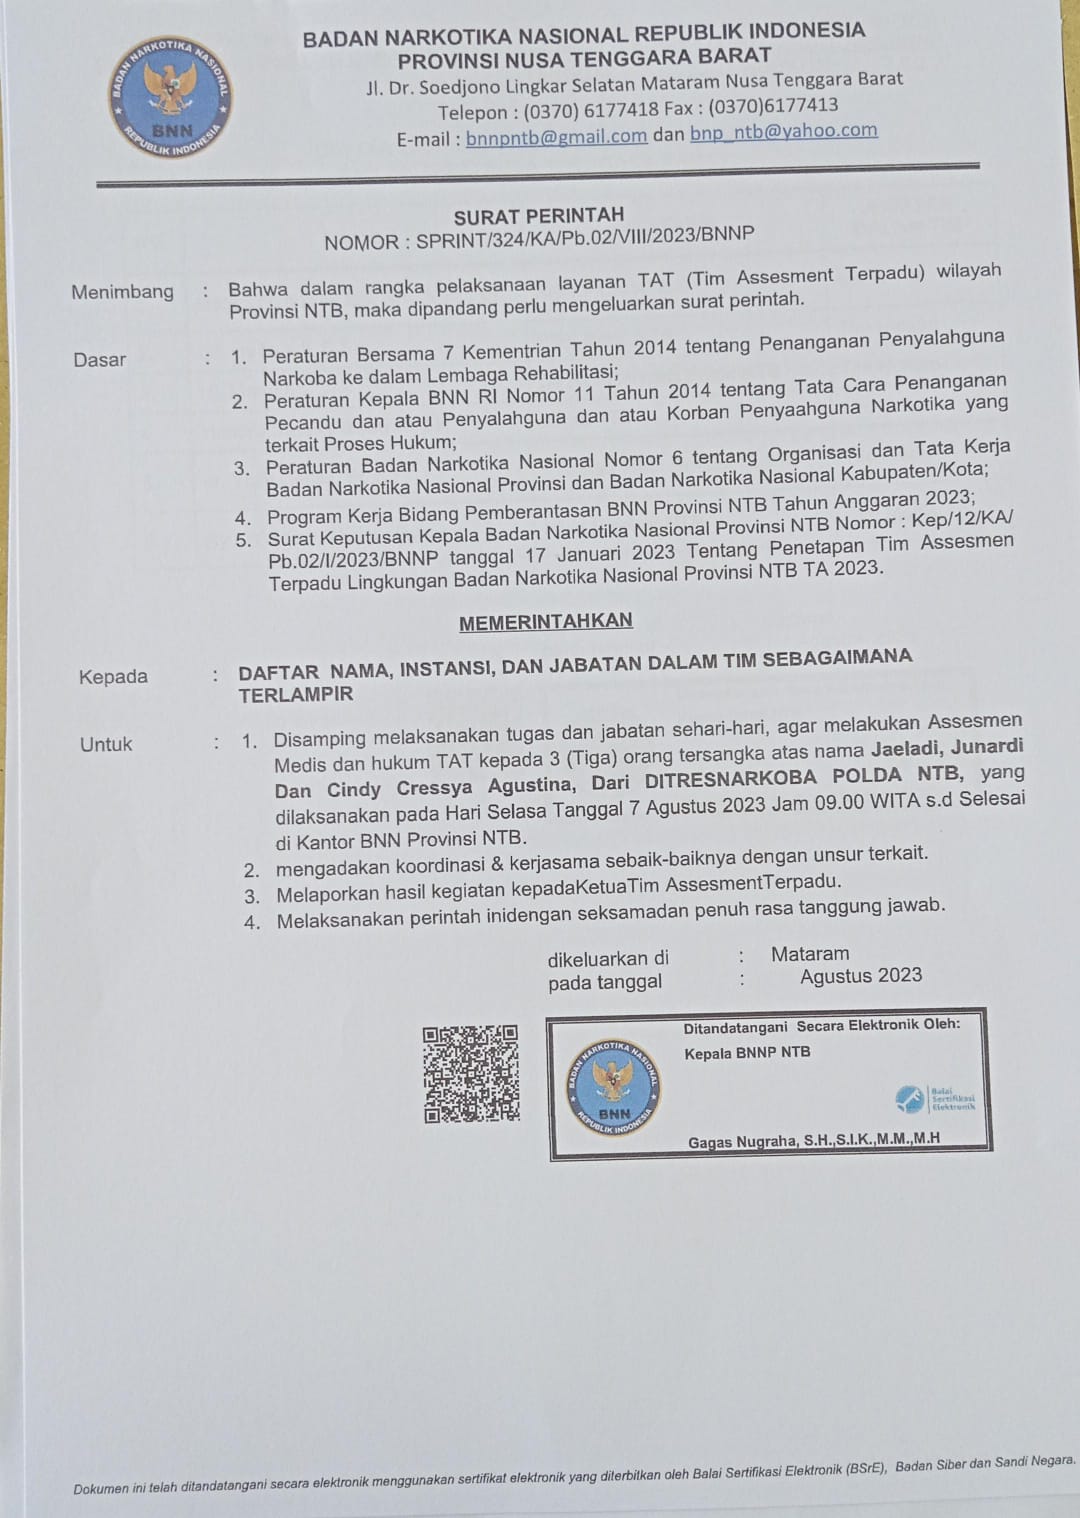 BADAN NARKOTIKA NASIONAL REPUBLIK INDONESIA
PROVINSI NUSA TENGGARA BARAT
Jl. Dr. Soedjono Lingkar Selatan Mataram Nusa Tenggara Barat
Telepon : (0370) 6177418 Fax : (0370)6177413
E-mail : bnnpntb@gmail.com dan bnp_ntb@yahoo.com
BADAN NARKOTIKA NASIONAL
BNN
REPUBLIK INDONESIA
SURAT PERINTAH
NOMOR : SPRINT/324/KA/Pb.02/VIII/2023/BNNP
Menimbang : Bahwa dalam rangka pelaksanaan layanan TAT (Tim Assesment Terpadu) wilayah
Provinsi NTB, maka dipandang perlu mengeluarkan surat perintah.
Dasar : 1. Peraturan Bersama 7 Kementrian Tahun 2014 tentang Penanganan Penyalahguna
Narkoba ke dalam Lembaga Rehabilitasi;
2. Peraturan Kepala BNN RI Nomor 11 Tahun 2014 tentang Tata Cara Penanganan
Pecandu dan atau Penyalahguna dan atau Korban Penyaahguna Narkotika yang
terkait Proses Hukum;
3. Peraturan Badan Narkotika Nasional Nomor 6 tentang Organisasi dan Tata Kerja
Badan Narkotika Nasional Provinsi dan Badan Narkotika Nasional Kabupaten/Kota;
4. Program Kerja Bidang Pemberantasan BNN Provinsi NTB Tahun Anggaran 2023;
5. Surat Keputusan Kepala Badan Narkotika Nasional Provinsi NTB Nomor : Kep/12/KA/
Pb.02/I/2023/BNNP tanggal 17 Januari 2023 Tentang Penetapan Tim Assesmen
Terpadu Lingkungan Badan Narkotika Nasional Provinsi NTB TA 2023.
MEMERINTAHKAN
Kepada : DAFTAR NAMA, INSTANSI, DAN JABATAN DALAM TIM SEBAGAIMANA
TERLAMPIR
Untuk : 1. Disamping melaksanakan tugas dan jabatan sehari-hari, agar melakukan Assesmen
Medis dan hukum TAT kepada 3 (Tiga) orang tersangka atas nama Jaeladi, Junardi
Dan Cindy Cressya Agustina, Dari DITRESNARKOBA POLDA NTB, yang
dilaksanakan pada Hari Selasa Tanggal 7 Agustus 2023 Jam 09.00 WITA s.d Selesai
di Kantor BNN Provinsi NTB.
2. mengadakan koordinasi & kerjasama sebaik-baiknya dengan unsur terkait.
3. Melaporkan hasil kegiatan kepadaKetuaTim AssesmentTerpadu.
4. Melaksanakan perintah inidengan seksamadan penuh rasa tanggung jawab.
dikeluarkan di : Mataram
pada tanggal : Agustus 2023
Ditandatangani Secara Elektronik Oleh:
Kepala BNNP NTB
BADAN NARKOTIKA NASIONAL
BNN
REPUBLIK INDONESIA
Balai
Sertifikasi
Elektronik
Gagas Nugraha, S.H.,S.I.K.,M.M.,M.H
Dokumen ini telah ditandatangani secara elektronik menggunakan sertifikat elektronik yang diterbitkan oleh Balai Sertifikasi Elektronik (BSrE), Badan Siber dan Sandi Negara.